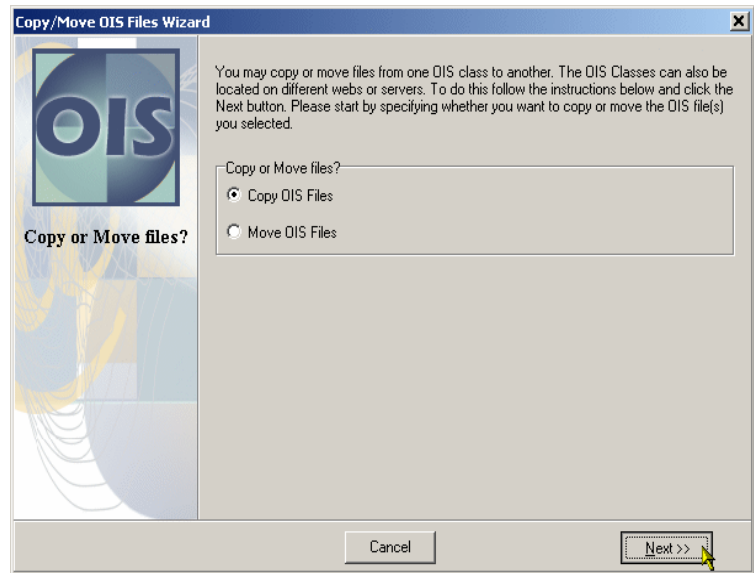 Copy/Move OIS Files Wizard
OIS
Copy or Move files?
You may copy or move files from one OIS class to another. The OIS Classes can also be
located on different webs or servers. To do this follow the instructions below and click the
Next button. Please start by specifying whether you want to copy or move the OIS file(s)
you selected.
Copy or Move files?
Copy OIS Files
Move OIS Files
Cancel
Next >>